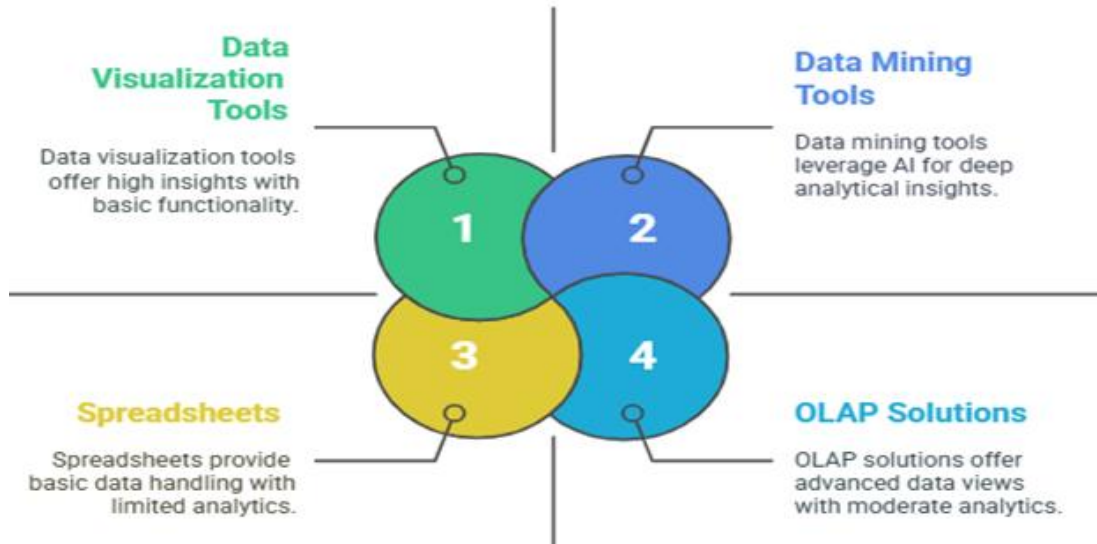 Data
Visualization
Tools
Data visualization tools
offer high insights with
basic functionality.
Data Mining
Tools
Data mining tools
leverage AI for deep
analytical insights.
1
2
3
4
Spreadsheets
Spreadsheets provide
basic data handling with
limited analytics.
OLAP Solutions
OLAP solutions offer
advanced data views
with moderate analytics.